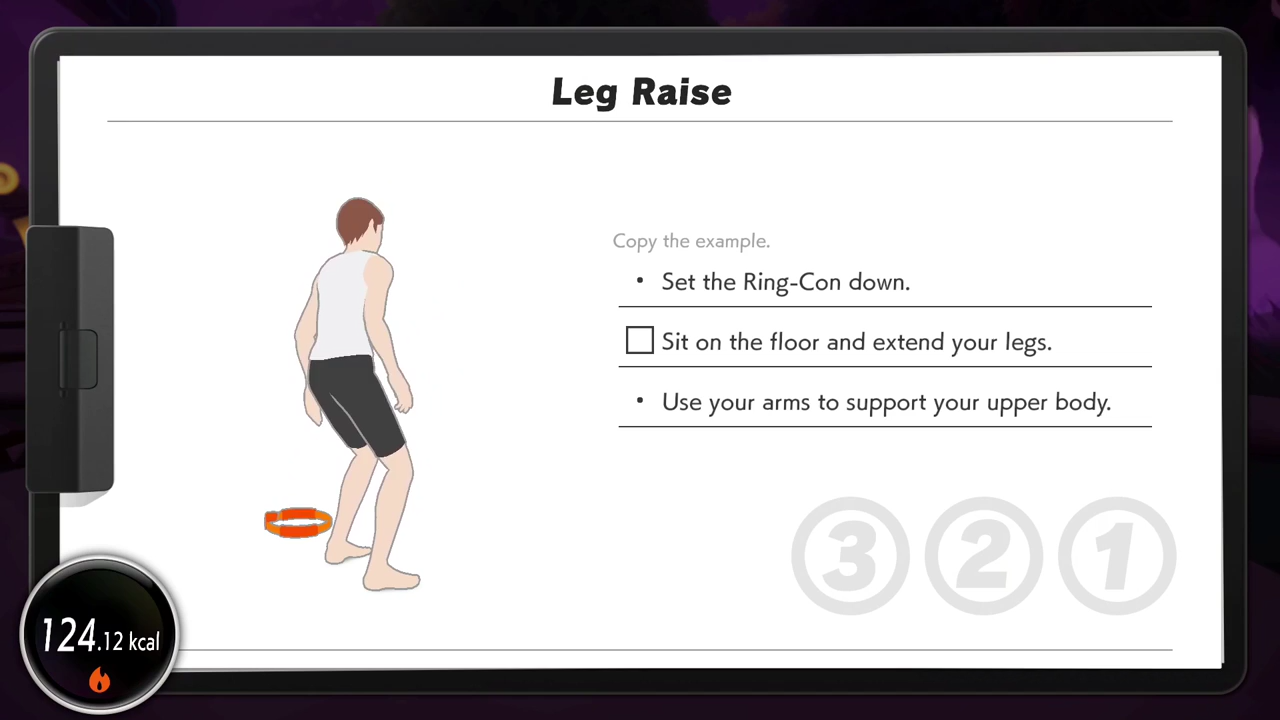 Leg Raise
Copy the example.
• Set the Ring-Con down.
Sit on the floor and extend your legs.
• Use your arms to support your upper body.
3 2 1
124.12 kcal